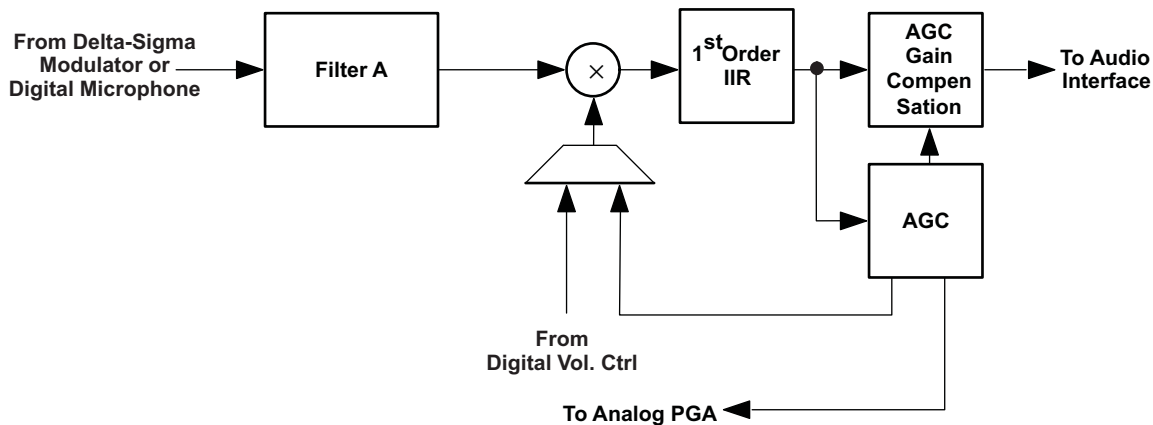 From Delta-Sigma
Modulator or
Digital Microphone
Filter A
×
1st Order
IIR
AGC
Gain
Compen
Sation
To Audio
Interface
AGC
From
Digital Vol. Ctrl
To Analog PGA